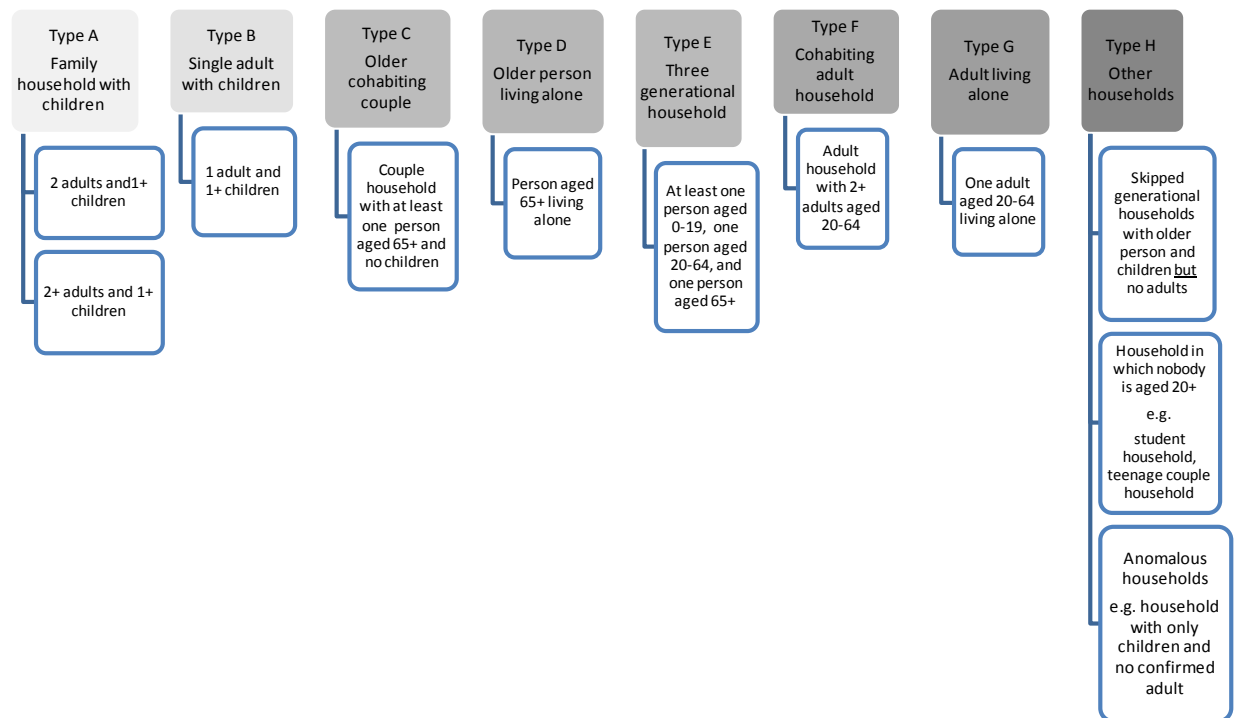 Type A
Family
household with
children
2 adults and1+
children
2+ adults and 1+
children
Type B
Single adult
with children
1 adult and
1+ children
Type C
Older
cohabiting
couple
Couple
household
with at least
one person
aged 65+ and
no children
Type D
Older person
living alone
Person aged
65+ living
alone
Type E
Three
generational
household
At least one
person aged
0-19, one
person aged
20-64, and
one person
aged 65+
Type F
Cohabiting
adult
household
Adult
household
with 2+
adults aged
20-64
Type G
Adult living
alone
One adult
aged 20-64
living alone
Type H
Other
households
Skipped
generational
households
with older
person and
children but
no adults
Household in
which nobody
is aged 20+
e.g.
student
household,
teenage couple
household
Anomalous
households
e.g. household
with only
children and
no confirmed
adult